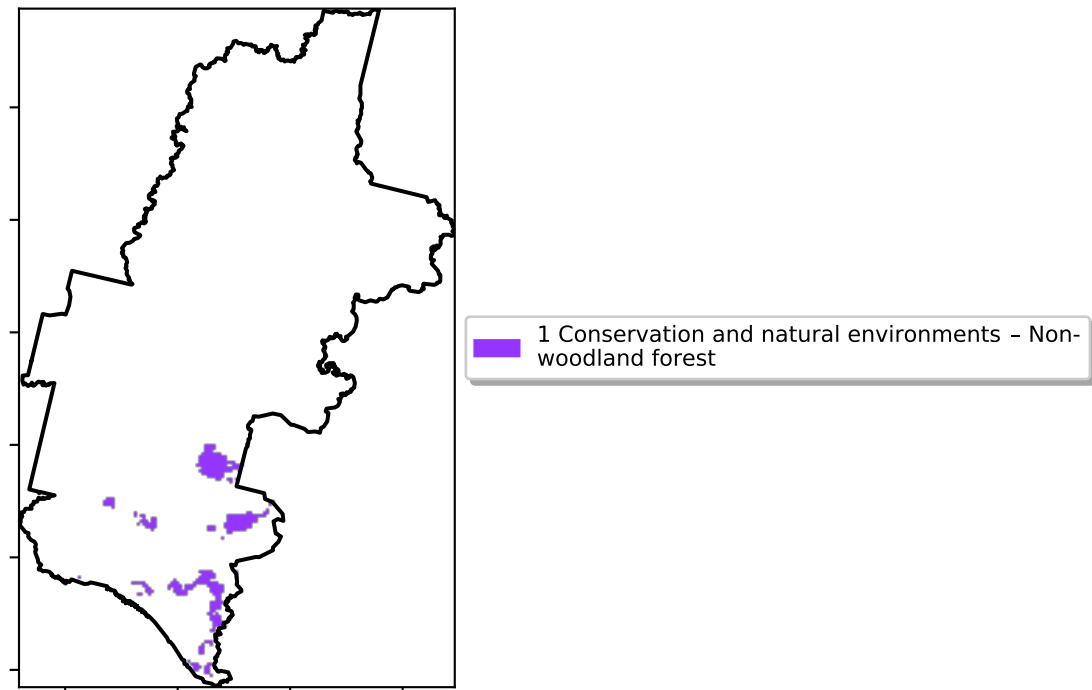 1 Conservation and natural environments – Non-
woodland forest